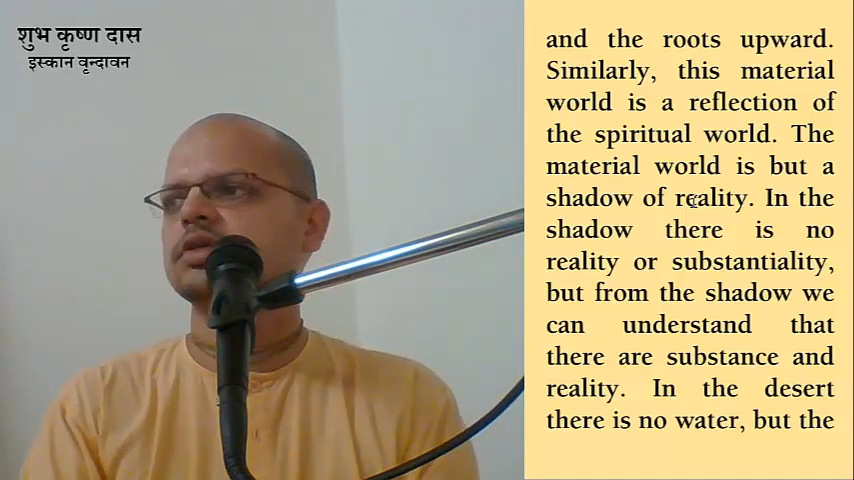 शुभ कृष्ण दास
इस्कान वृन्दावन
and the roots upward.
Similarly, this material
world is a reflection of
the spiritual world. The
material world is but a
shadow of reality. In the
shadow there is no
reality or substantiality,
but from the shadow we
can understand that
there are substance and
reality. In the desert
there is no water, but the